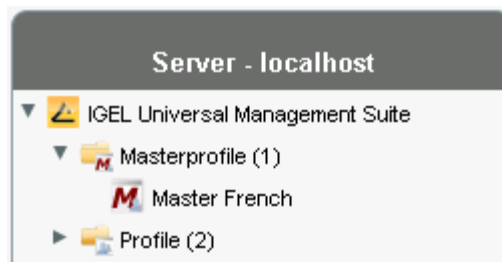 Server - localhost
IGEL Universal Management Suite
Masterprofile (1)
Master French
Profile (2)